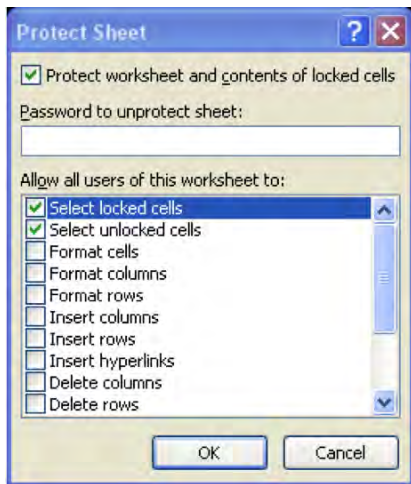 Protect Sheet
Protect worksheet and contents of locked cells
Password to unprotect sheet:
Allow all users of this worksheet to:
Select locked cells
Select unlocked cells
Format cells
Format columns
Format rows
Insert columns
Insert rows
Insert hyperlinks
Delete columns
Delete rows
OK Cancel